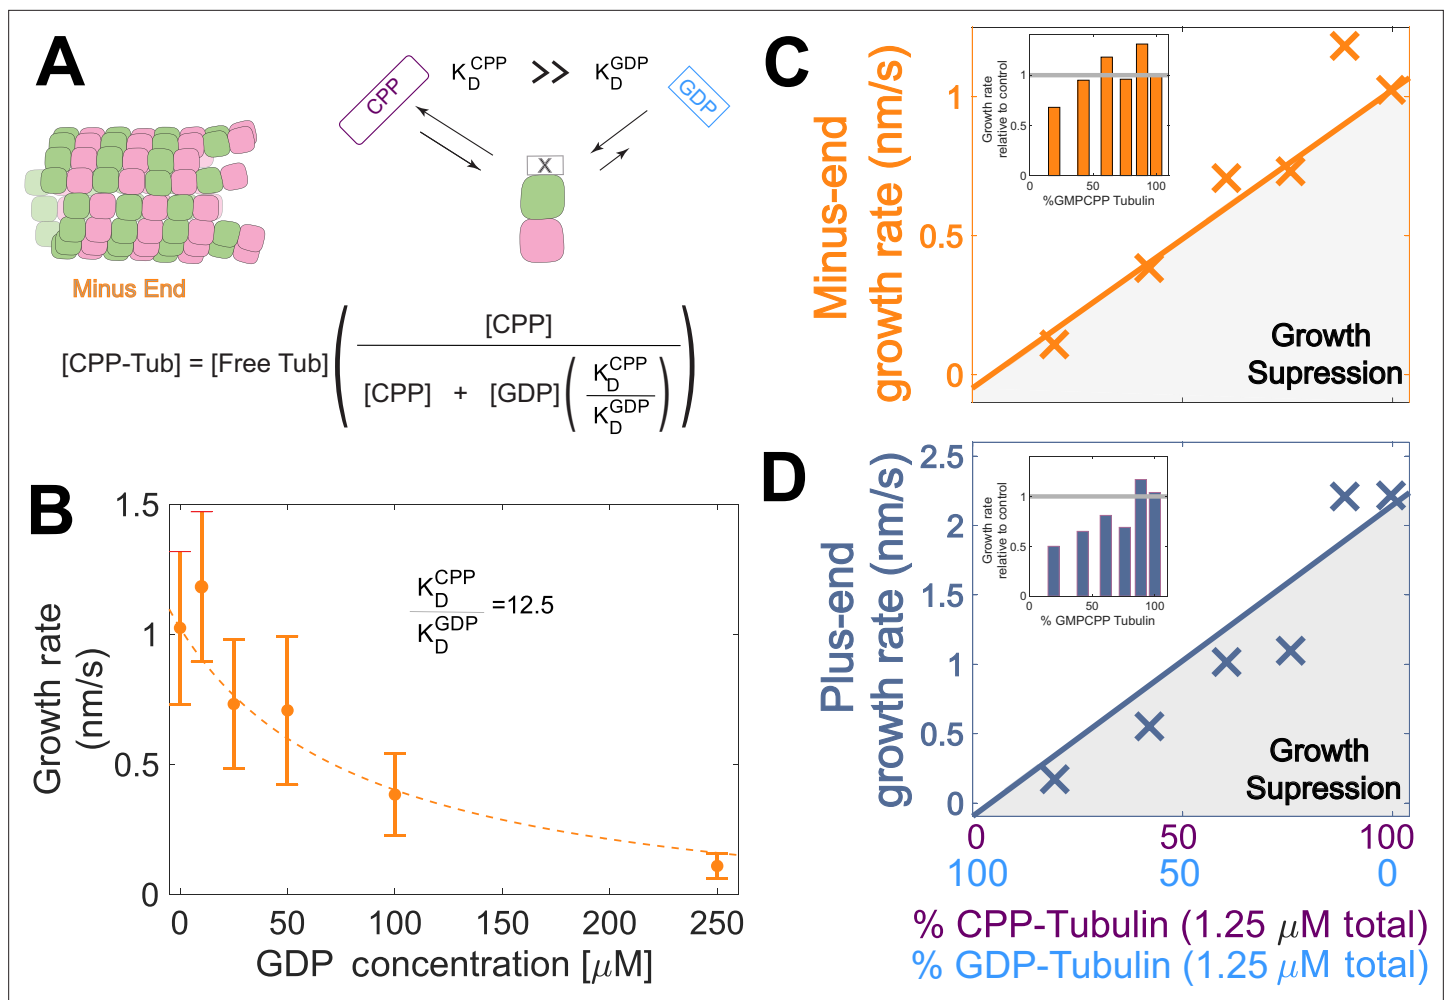 A
CPP
K_D^CPP >> K_D^GDP
GDP
X
Minus End
[CPP-Tub] = [Free Tub] ( [CPP] / ( [CPP] + [GDP] ( K_D^CPP / K_D^GDP ) ) )
B
Growth rate
(nm/s)
1.5
1
0.5
0
K_D^CPP / K_D^GDP =12.5
0 50 100 150 200 250
GDP concentration [μM]
C
Minus-end
growth rate (nm/s)
1
0.5
0
Growth rate
relative to control
1
0.5
0
50 100
%GMPCPP Tubulin
Growth
Supression
D
Plus-end
growth rate (nm/s)
2.5
2
1.5
1
0.5
0
Growth rate
relative to control
1
0.5
0
0 50 100
% GMPCPP Tubulin
Growth
Supression
0 50 100
100 50 0
% CPP-Tubulin (1.25 μM total)
% GDP-Tubulin (1.25 μM total)